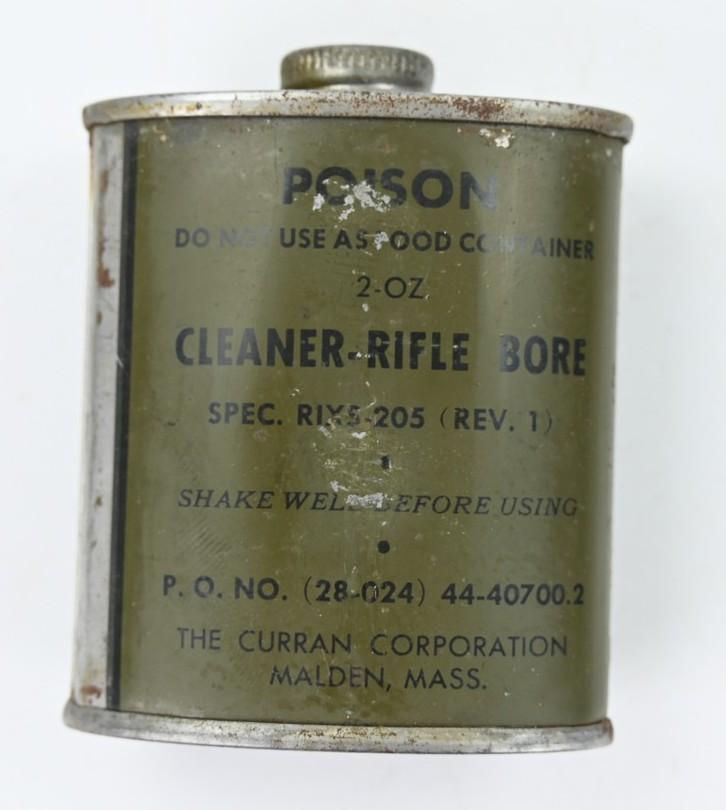 POISON
DO NOT USE AS FOOD CONTAINER
2-OZ
CLEANER-RIFLE BORE
SPEC. RIXS-205 (REV. 1)
SHAKE WELL BEFORE USING
P. O. NO. (28-024) 44-40700.2
THE CURRAN CORPORATION
MALDEN, MASS.